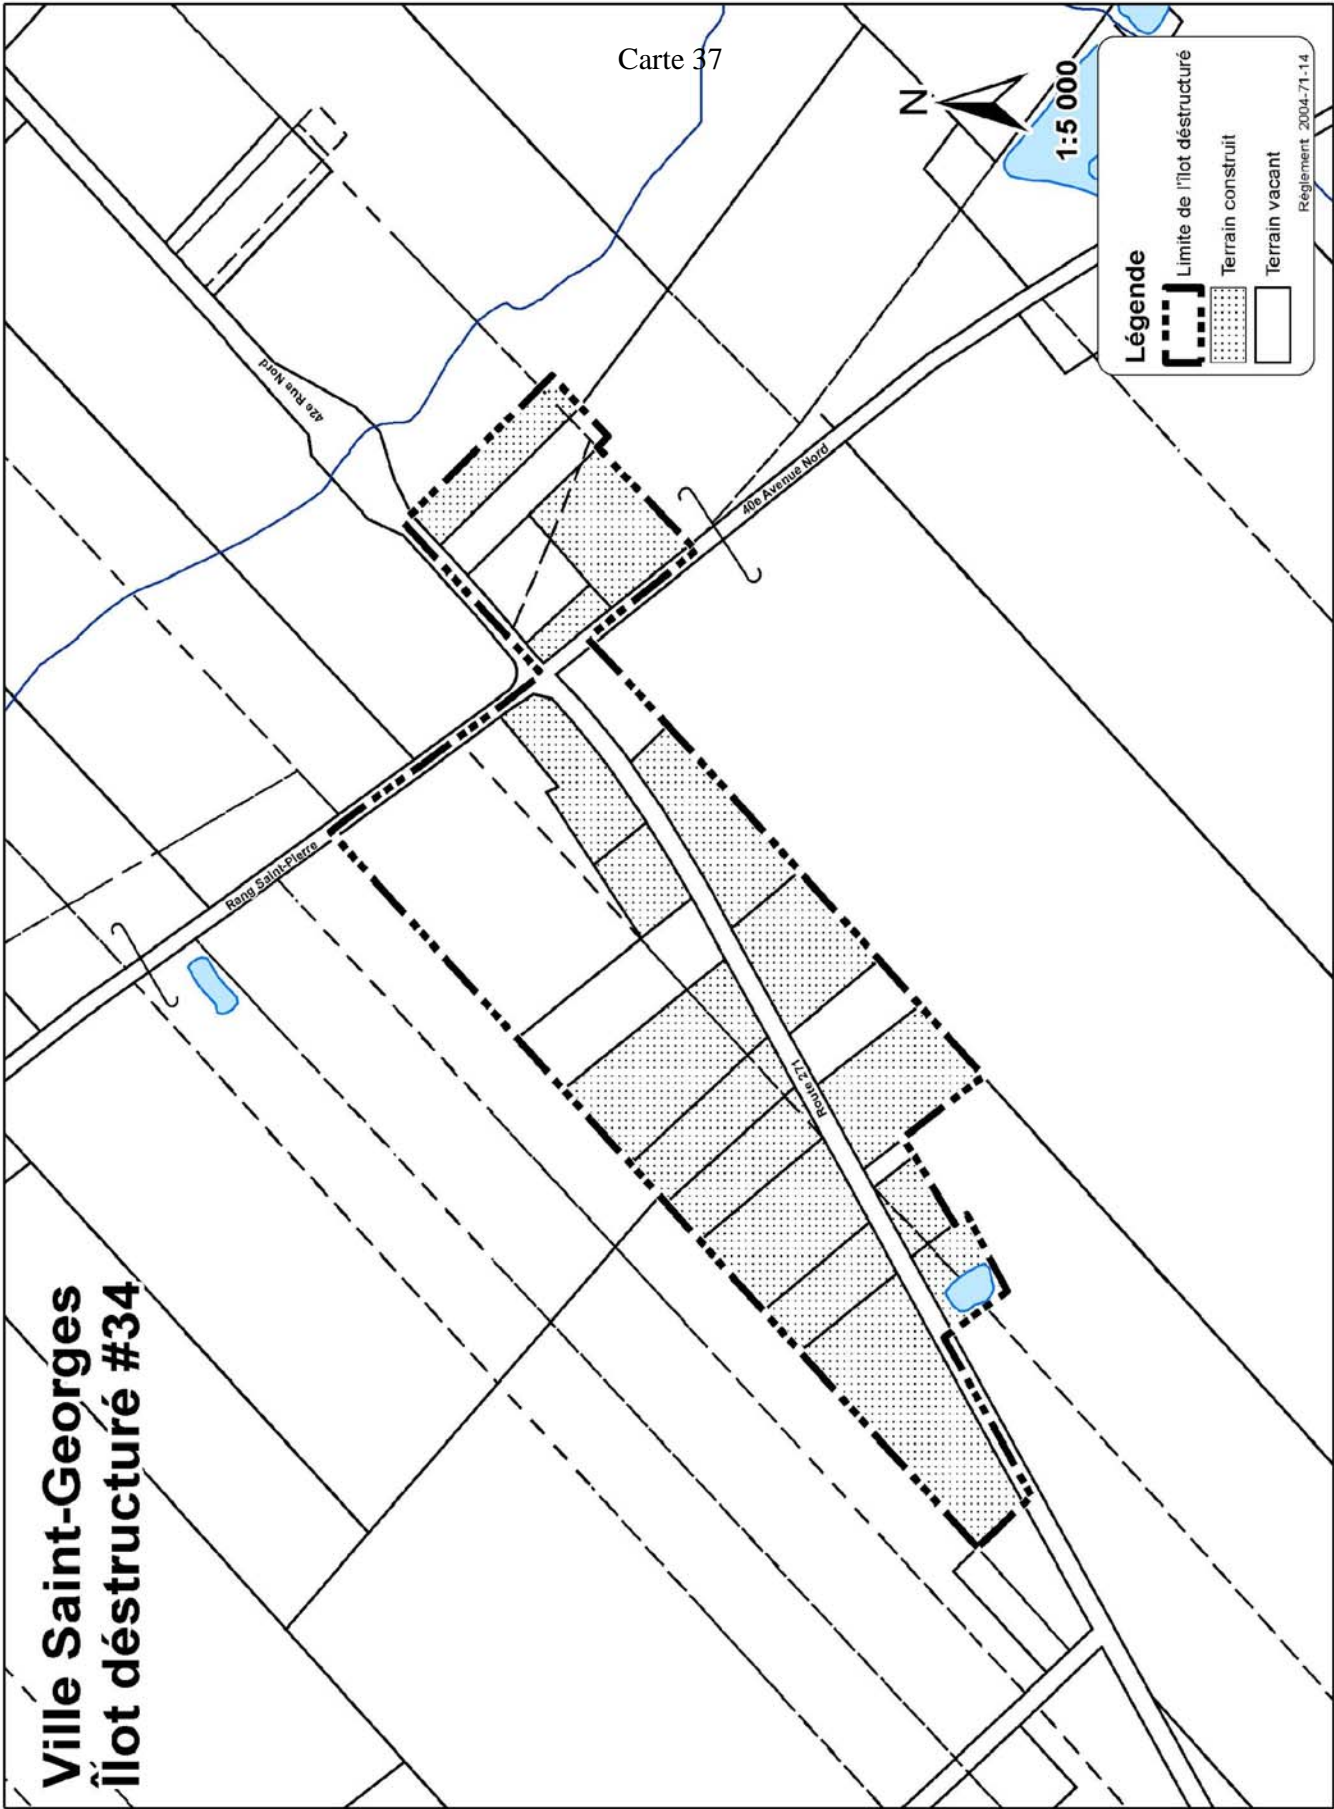 Carte 37
Ville Saint-Georges
Îlot déstructuré #34
42e Rue Nord
40e Avenue Nord
Rang Saint-Pierre
Route 271
N
1:5 000
Légende
Limite de l'îlot déstructuré
Terrain construit
Terrain vacant
Règlement 2004-71-14